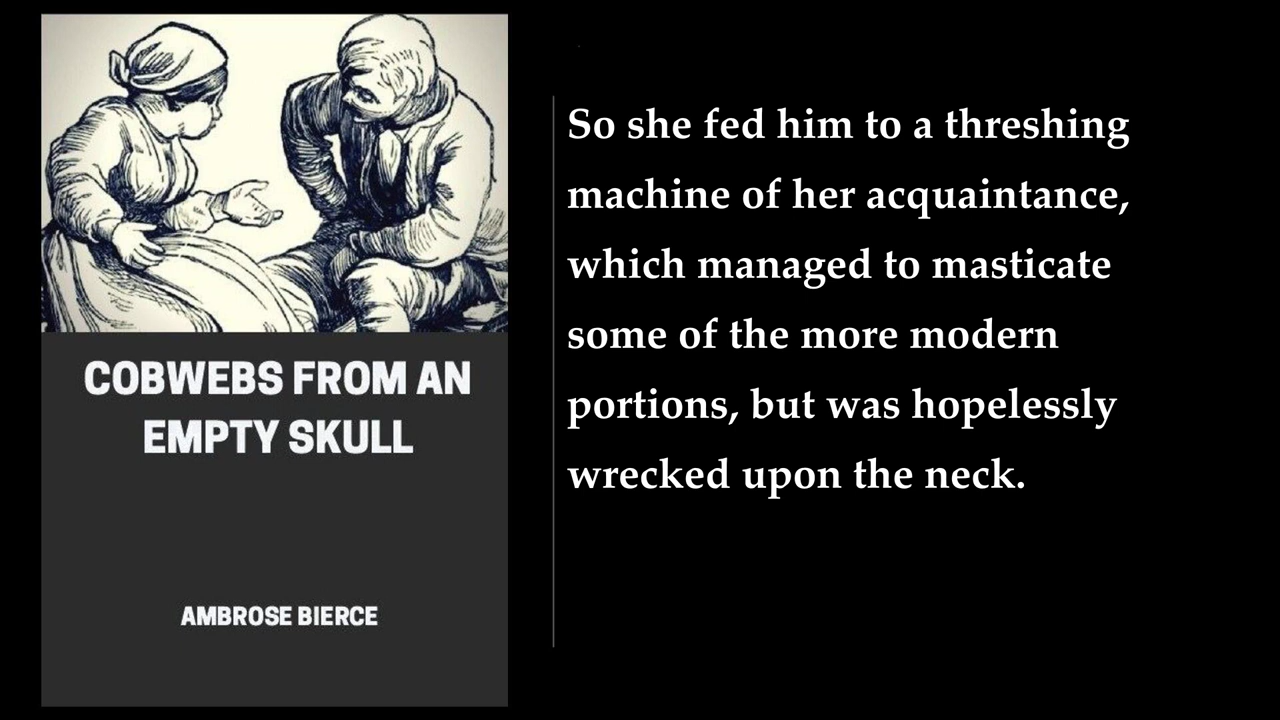 COBWEBS FROM AN
EMPTY SKULL
AMBROSE BIERCE
So she fed him to a threshing
machine of her acquaintance,
which managed to masticate
some of the more modern
portions, but was hopelessly
wrecked upon the neck.